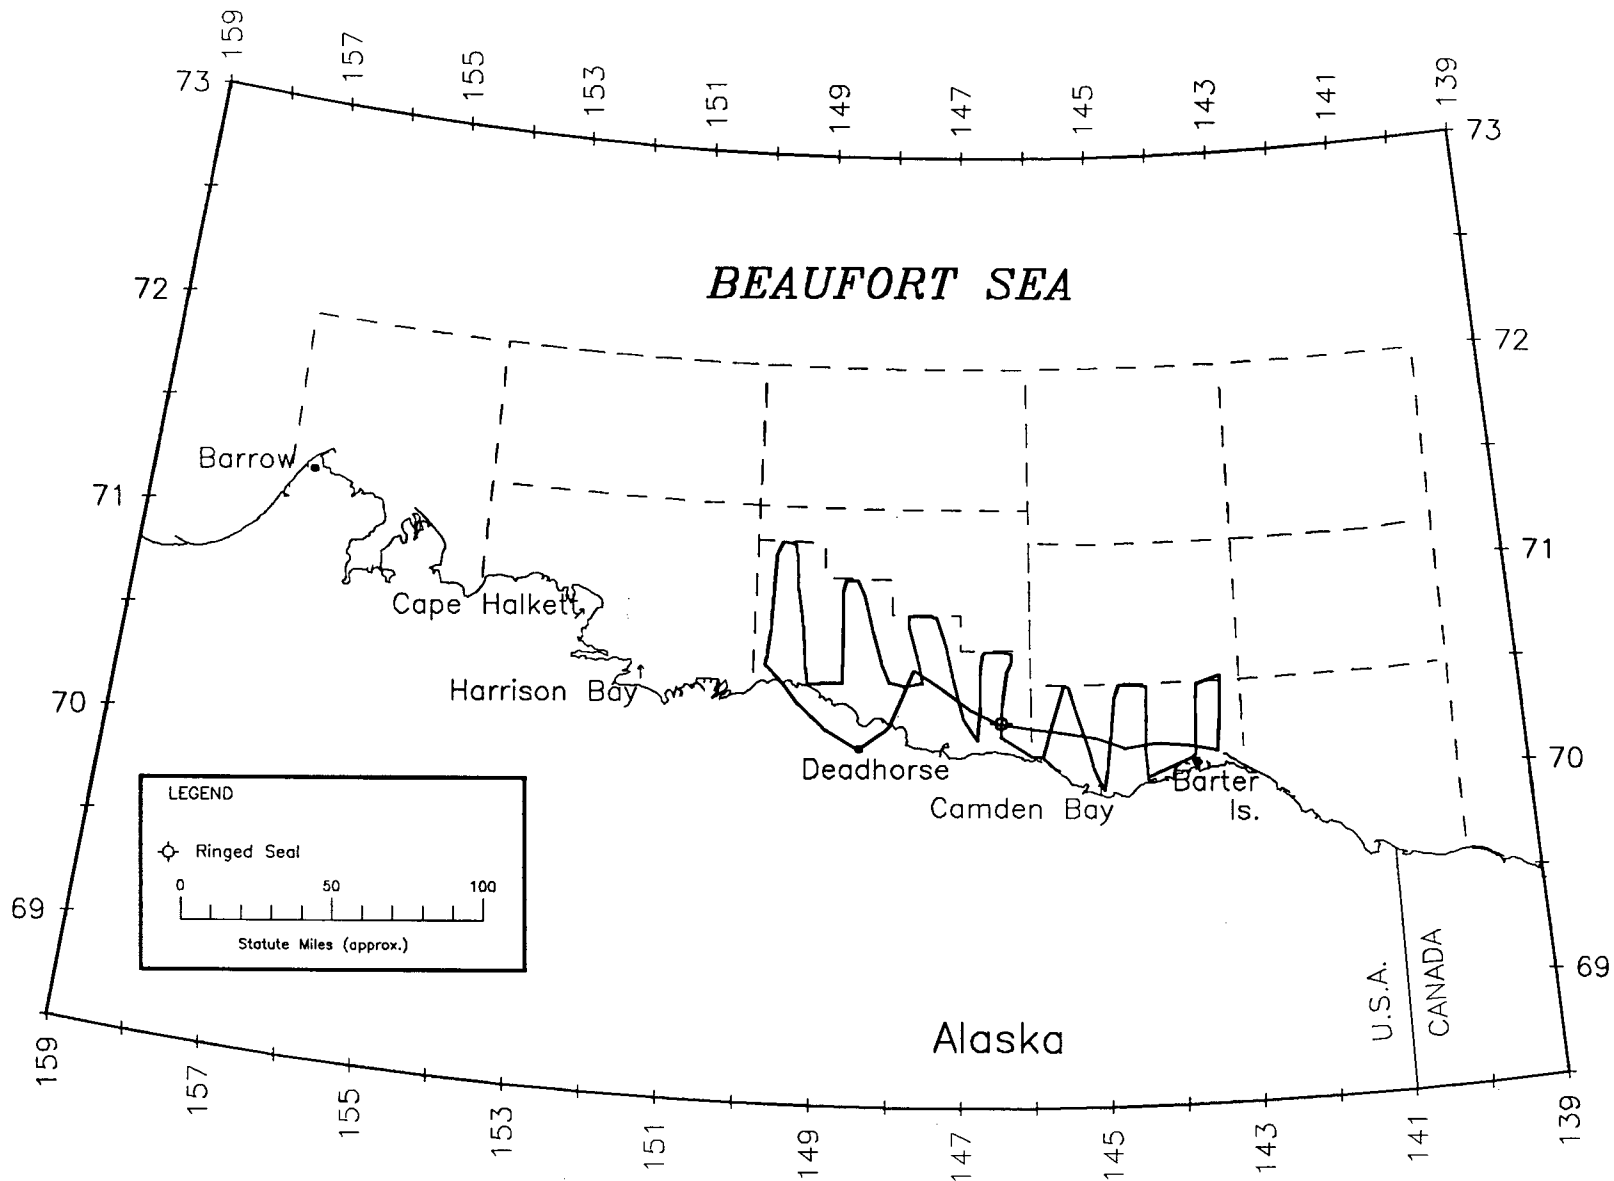 159
157
155
153
151
149
147
145
143
141
139
73
73
BEAUFORT SEA
72
72
Barrow
71
71
Cape Halkett
Harrison Bay
70
70
Deadhorse
Barter
Is.
Camden Bay
LEGEND
Ringed Seal
0 50 100
Statute Miles (approx.)
69
69
U.S.A.
CANADA
Alaska
159
157
155
153
151
149
147
145
143
141
139